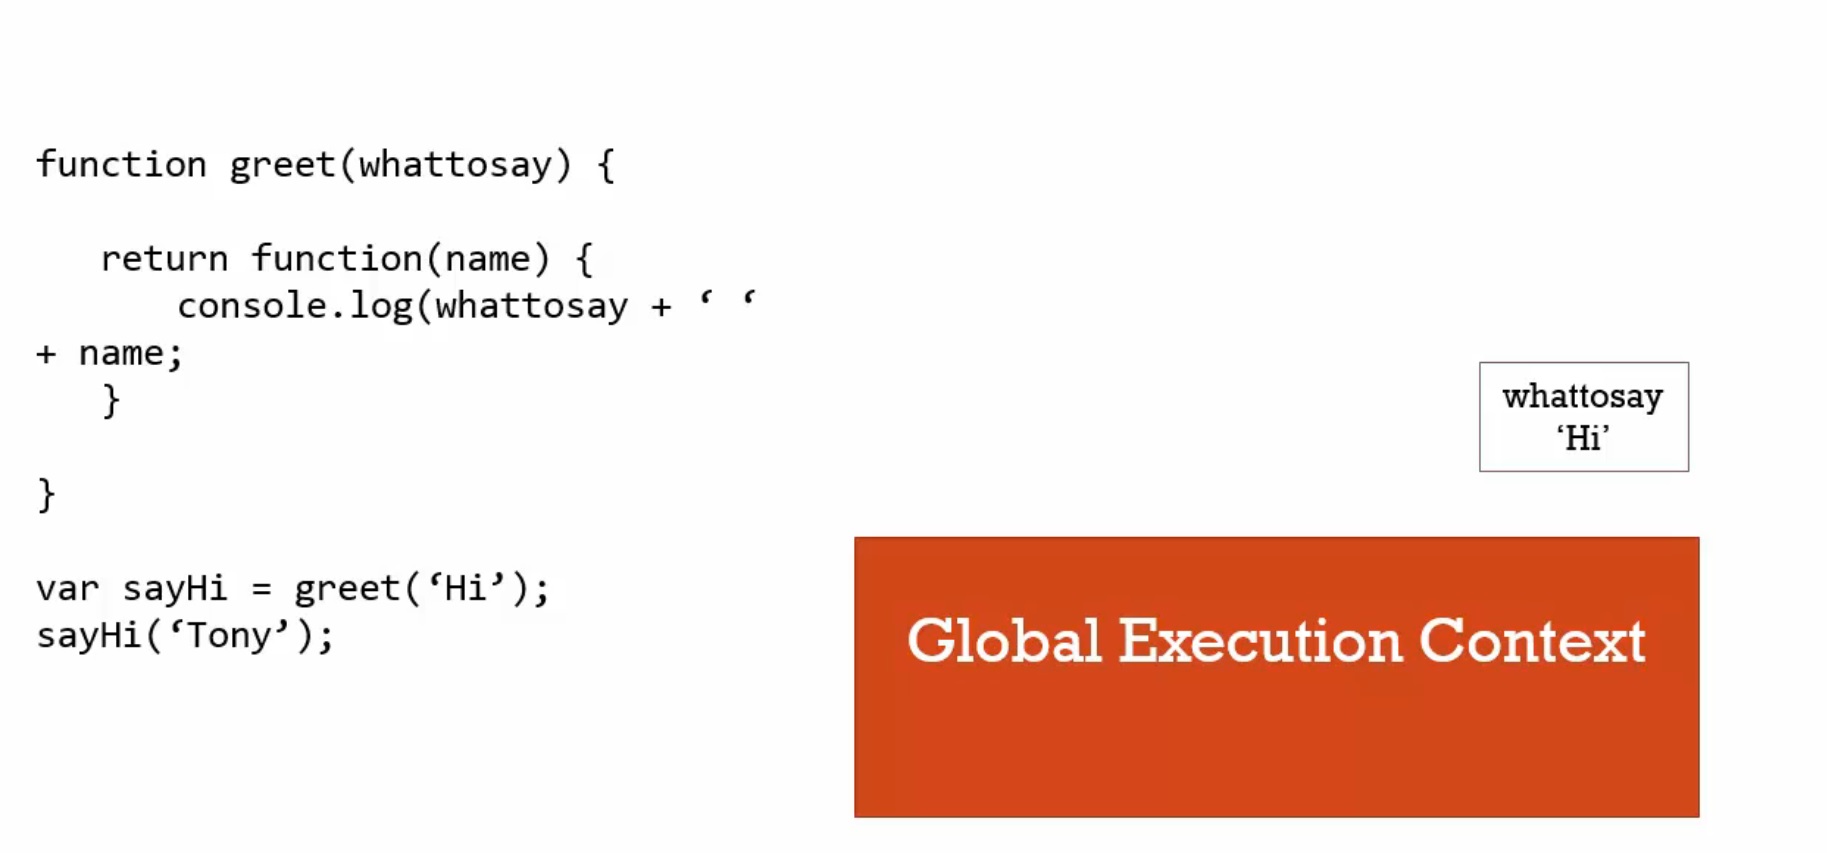 function greet(whattosay) {
return function(name) {
console.log(whattosay + ‘ ‘
+ name;
}
}
var sayHi = greet(‘Hi’);
sayHi(‘Tony’);
whattosay
‘Hi’
Global Execution Context